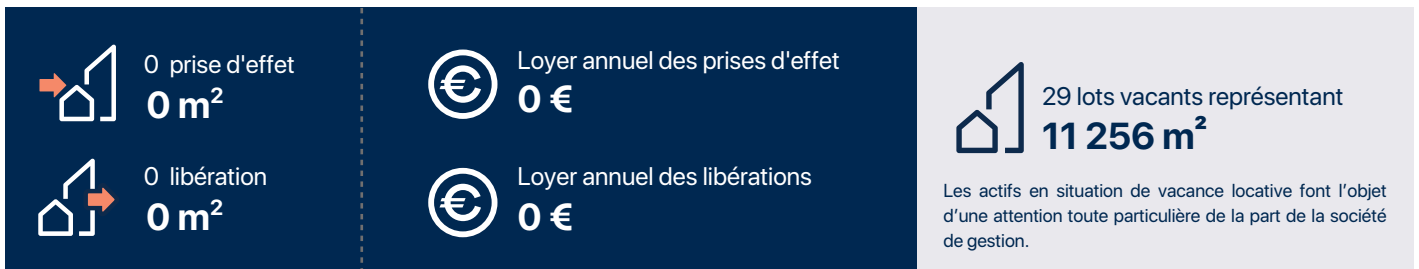 0 prise d'effet
0 m²
0 libération
0 m²
Loyer annuel des prises d'effet
0 €
Loyer annuel des libérations
0 €
29 lots vacants représentant
11 256 m²
Les actifs en situation de vacance locative font l’objet
d’une attention toute particulière de la part de la société
de gestion.